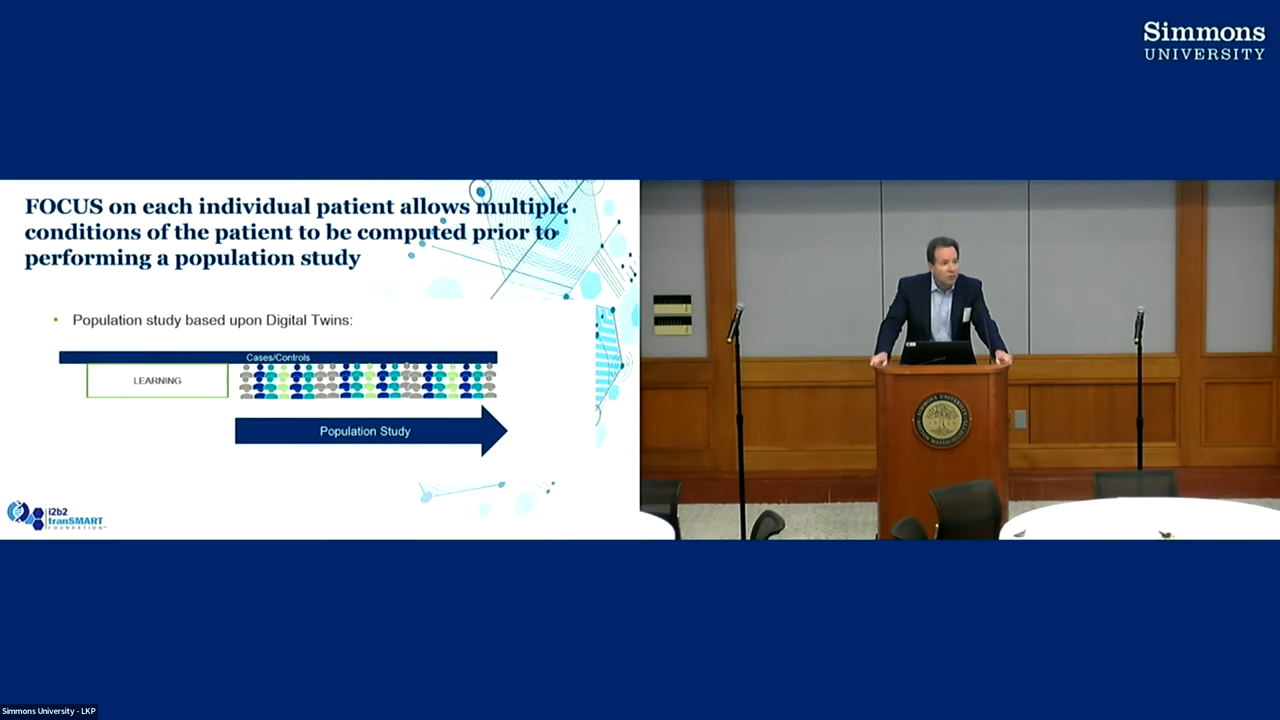 Simmons
UNIVERSITY
FOCUS on each individual patient allows multiple
conditions of the patient to be computed prior to
performing a population study
• Population study based upon Digital Twins:
Cases/Controls
LEARNING
Population Study
i2b2
tranSMART
FOUNDATION
Simmons University - LKP